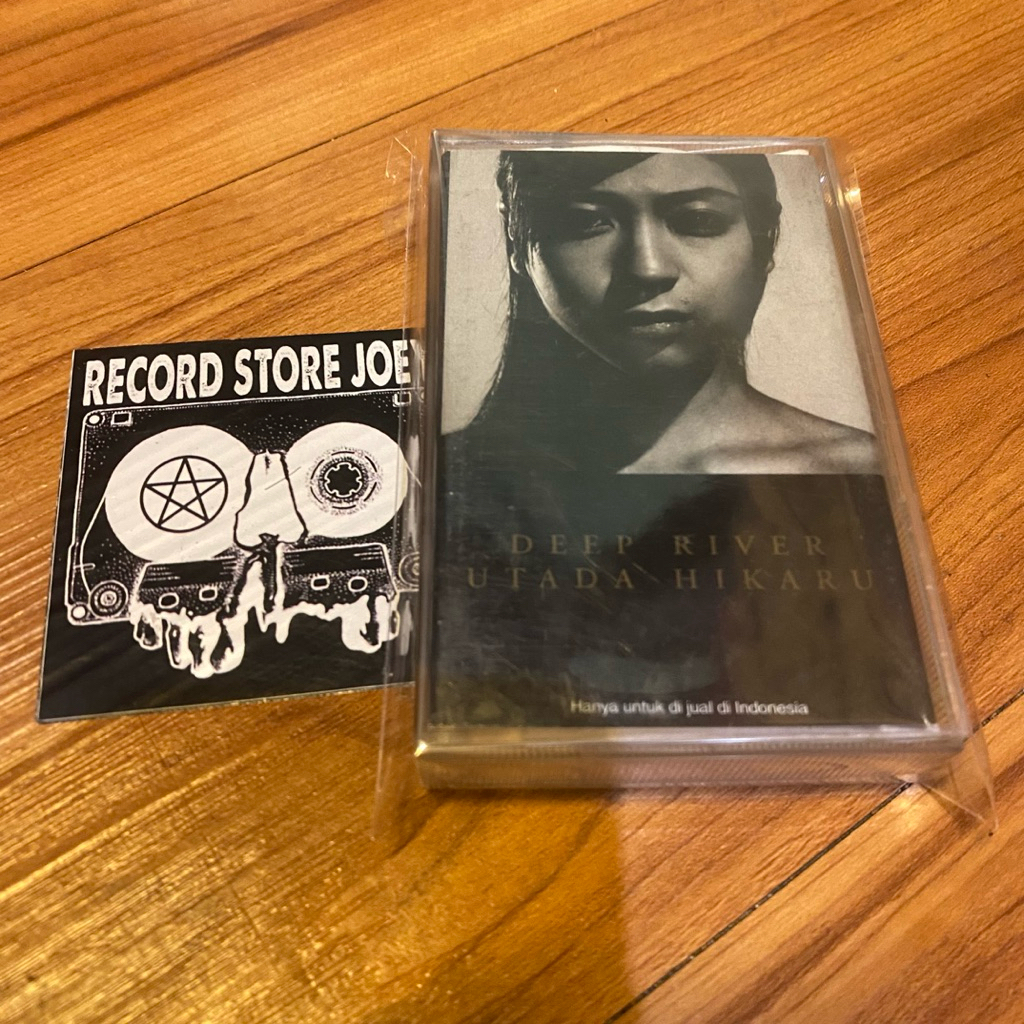 RECORD STORE JOE
DEEP RIVER
UTADA HIKARU
Hanya untuk di jual di Indonesia